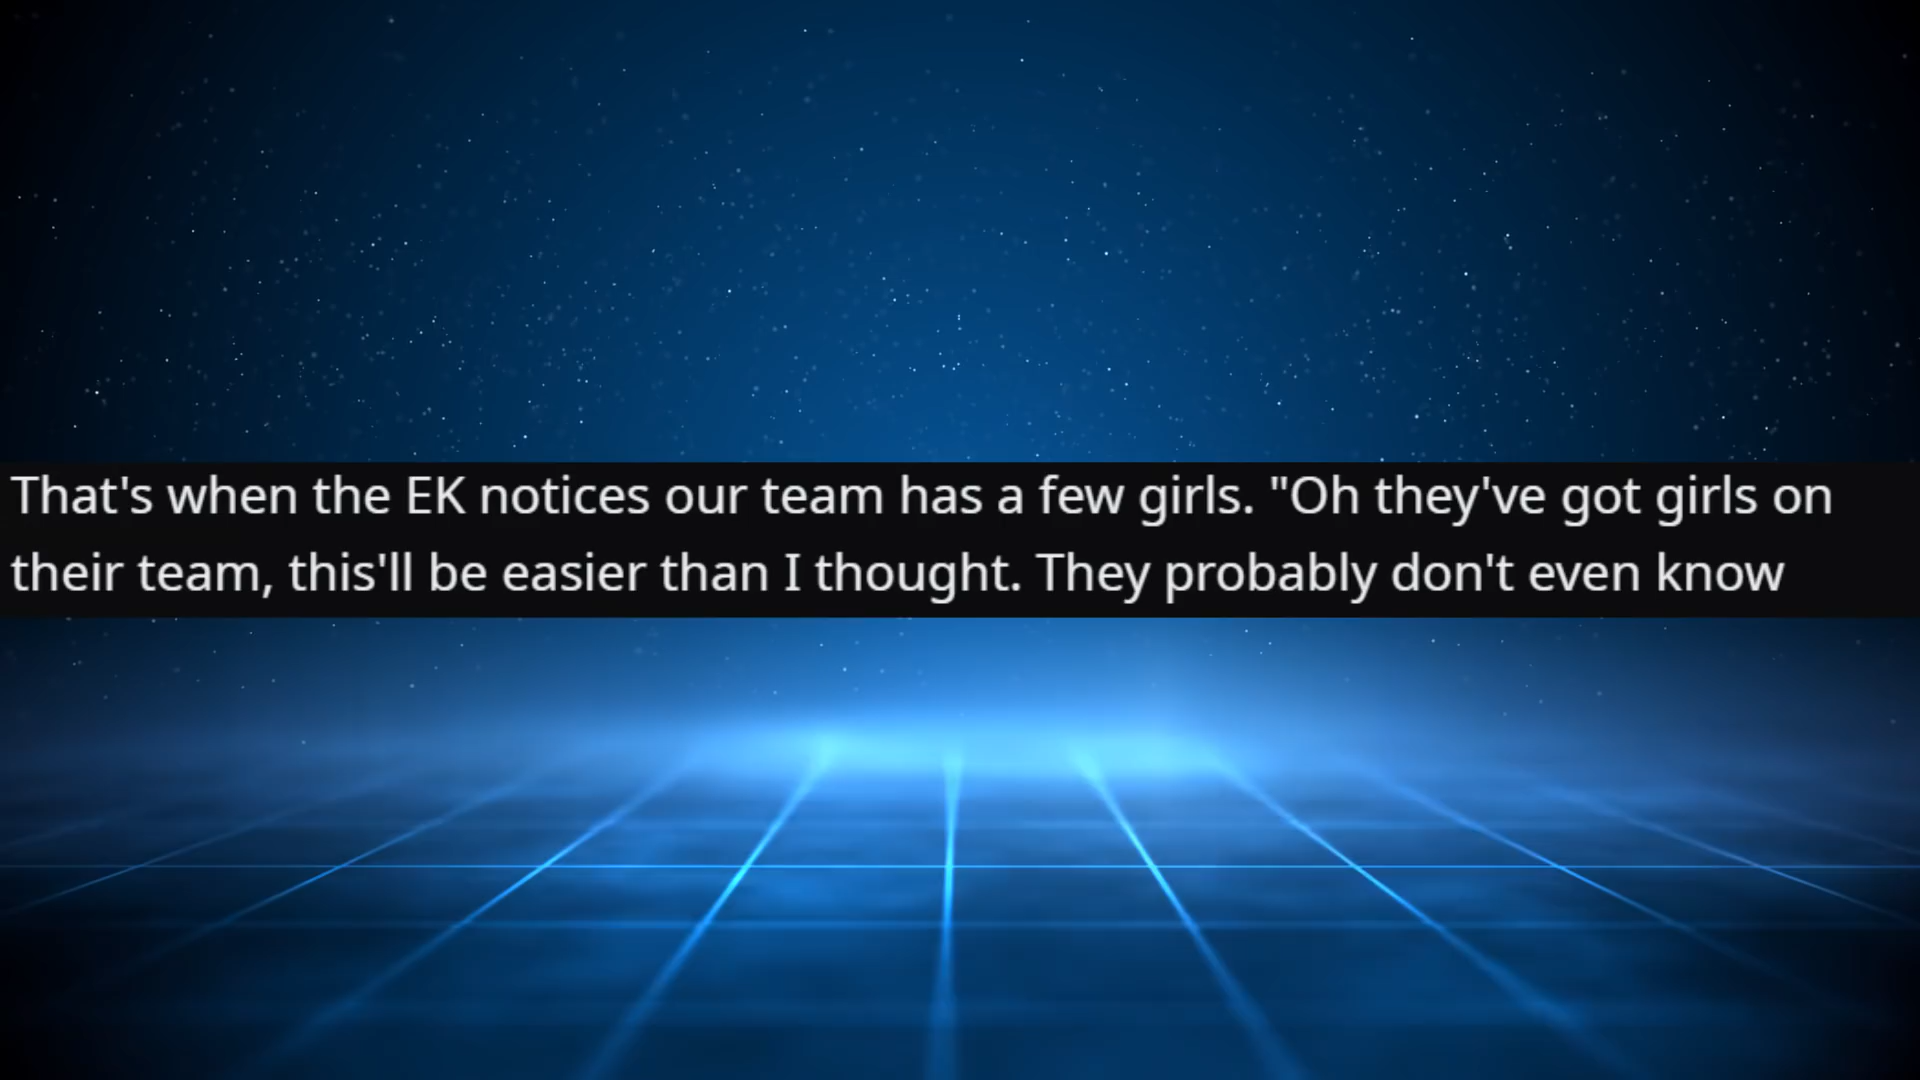 That's when the EK notices our team has a few girls. "Oh they've got girls on
their team, this'll be easier than I thought. They probably don't even know